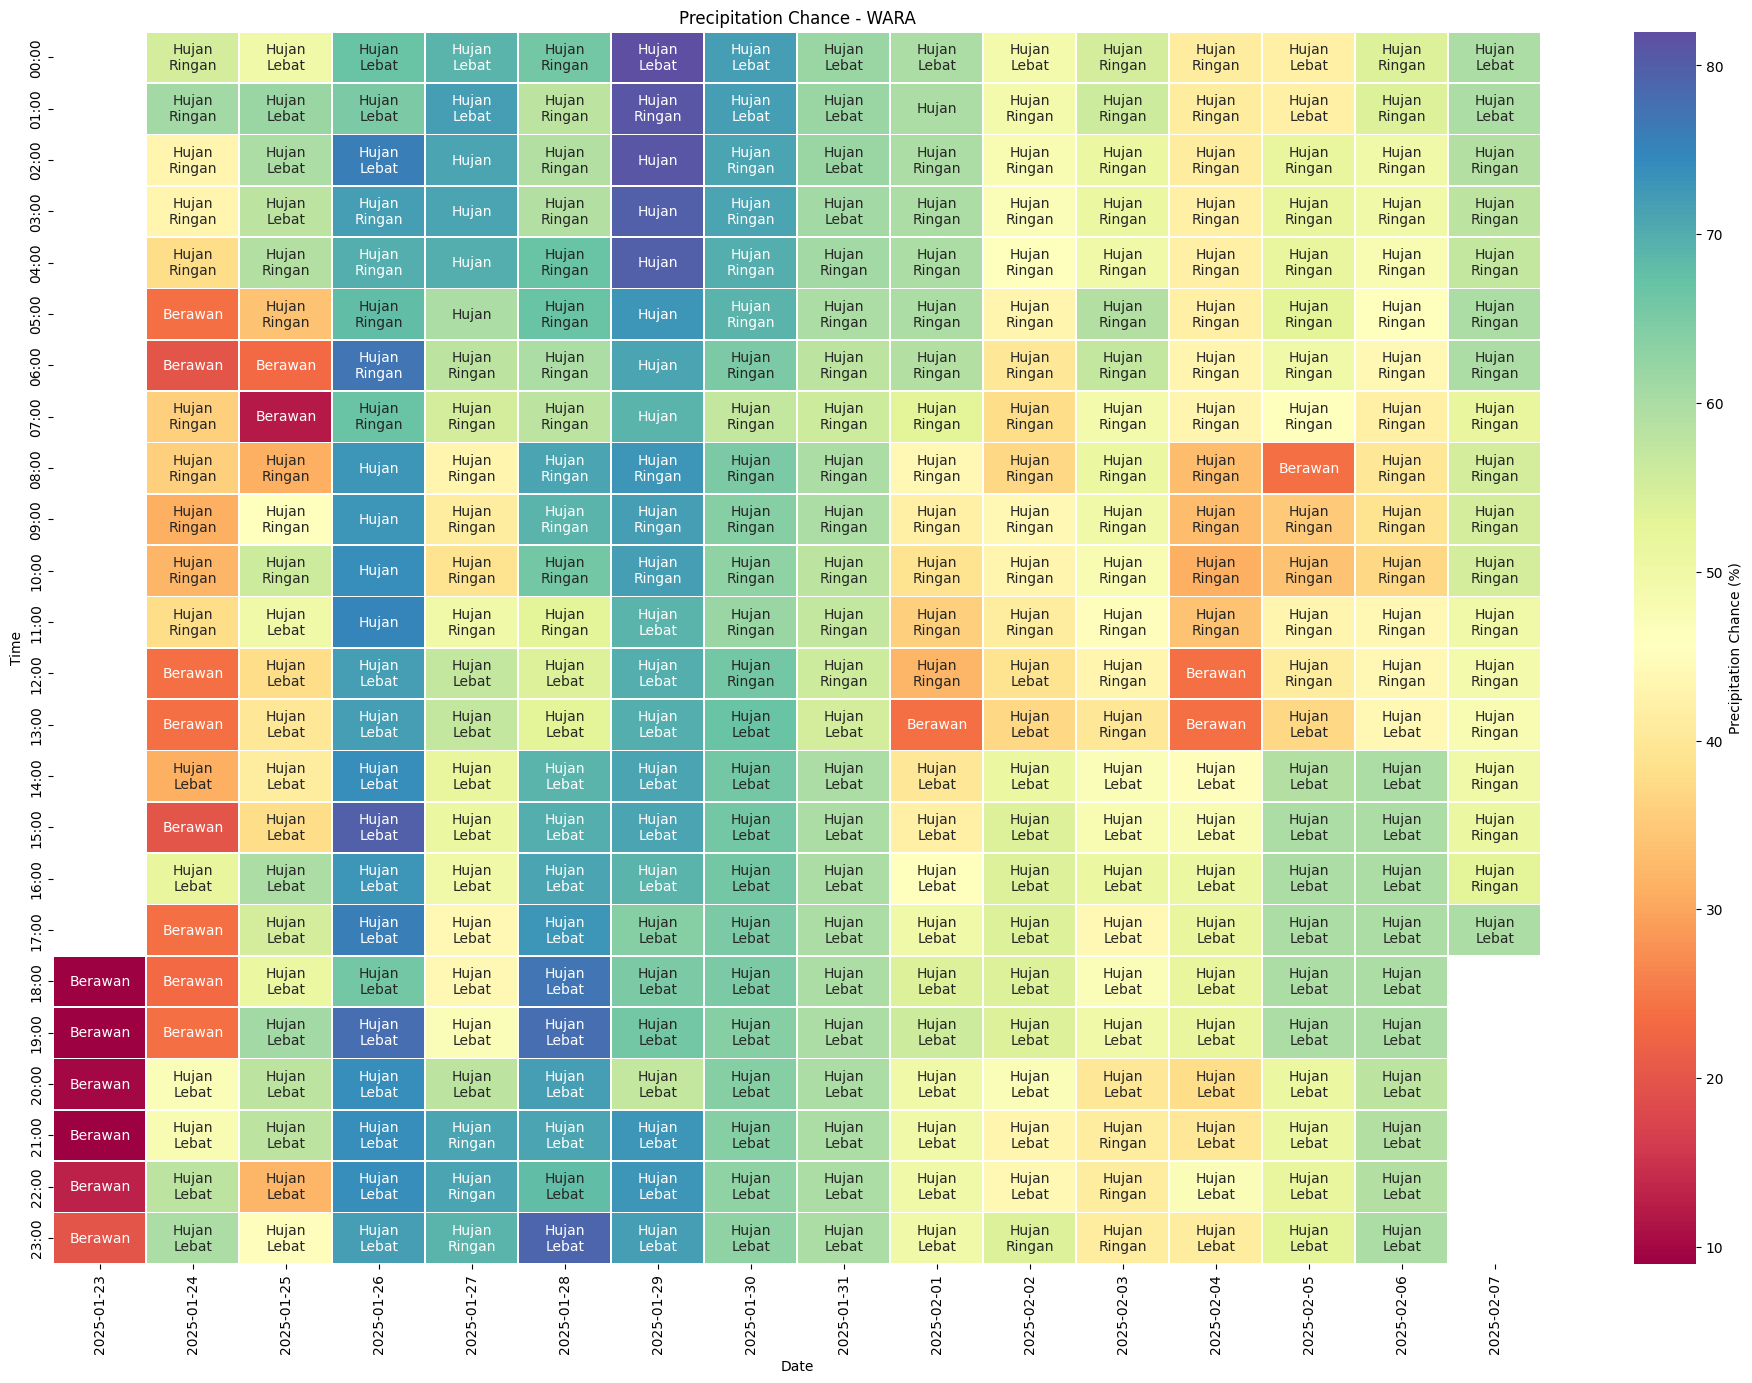 Precipitation Chance - WARA
Time
00:00 Hujan Ringan Hujan Lebat Hujan Lebat Hujan Lebat Hujan Ringan Hujan Lebat Hujan Lebat Hujan Lebat Hujan Lebat Hujan Lebat Hujan Ringan Hujan Ringan Hujan Lebat Hujan Ringan Hujan Lebat
01:00 Hujan Ringan Hujan Lebat Hujan Lebat Hujan Lebat Hujan Ringan Hujan Ringan Hujan Lebat Hujan Lebat Hujan Hujan Ringan Hujan Ringan Hujan Ringan Hujan Lebat Hujan Ringan Hujan Lebat
02:00 Hujan Ringan Hujan Lebat Hujan Lebat Hujan Hujan Ringan Hujan Hujan Ringan Hujan Lebat Hujan Ringan Hujan Ringan Hujan Ringan Hujan Ringan Hujan Ringan Hujan Ringan Hujan Ringan
03:00 Hujan Ringan Hujan Lebat Hujan Ringan Hujan Hujan Ringan Hujan Hujan Ringan Hujan Lebat Hujan Ringan Hujan Ringan Hujan Ringan Hujan Ringan Hujan Ringan Hujan Ringan Hujan Ringan
04:00 Hujan Ringan Hujan Ringan Hujan Ringan Hujan Hujan Ringan Hujan Hujan Ringan Hujan Ringan Hujan Ringan Hujan Ringan Hujan Ringan Hujan Ringan Hujan Ringan Hujan Ringan Hujan Ringan
05:00 Berawan Hujan Ringan Hujan Ringan Hujan Hujan Ringan Hujan Hujan Ringan Hujan Ringan Hujan Ringan Hujan Ringan Hujan Ringan Hujan Ringan Hujan Ringan Hujan Ringan Hujan Ringan
06:00 Berawan Berawan Hujan Ringan Hujan Ringan Hujan Ringan Hujan Hujan Ringan Hujan Ringan Hujan Ringan Hujan Ringan Hujan Ringan Hujan Ringan Hujan Ringan Hujan Ringan Hujan Ringan
07:00 Hujan Ringan Berawan Hujan Ringan Hujan Ringan Hujan Ringan Hujan Hujan Ringan Hujan Ringan Hujan Ringan Hujan Ringan Hujan Ringan Hujan Ringan Hujan Ringan Hujan Ringan Hujan Ringan
08:00 Hujan Ringan Hujan Ringan Hujan Hujan Ringan Hujan Ringan Hujan Ringan Hujan Ringan Hujan Ringan Hujan Ringan Hujan Ringan Hujan Ringan Hujan Ringan Berawan Hujan Ringan Hujan Ringan
09:00 Hujan Ringan Hujan Ringan Hujan Hujan Ringan Hujan Ringan Hujan Ringan Hujan Ringan Hujan Ringan Hujan Ringan Hujan Ringan Hujan Ringan Hujan Ringan Hujan Ringan Hujan Ringan Hujan Ringan
10:00 Hujan Ringan Hujan Ringan Hujan Hujan Ringan Hujan Ringan Hujan Ringan Hujan Ringan Hujan Ringan Hujan Ringan Hujan Ringan Hujan Ringan Hujan Ringan Hujan Ringan Hujan Ringan Hujan Ringan
11:00 Hujan Ringan Hujan Lebat Hujan Hujan Ringan Hujan Ringan Hujan Lebat Hujan Ringan Hujan Ringan Hujan Ringan Hujan Ringan Hujan Ringan Hujan Ringan Hujan Ringan Hujan Ringan Hujan Ringan
12:00 Berawan Hujan Lebat Hujan Lebat Hujan Lebat Hujan Lebat Hujan Lebat Hujan Ringan Hujan Ringan Hujan Ringan Hujan Lebat Hujan Ringan Berawan Hujan Ringan Hujan Ringan Hujan Ringan
13:00 Berawan Hujan Lebat Hujan Lebat Hujan Lebat Hujan Lebat Hujan Lebat Hujan Lebat Hujan Lebat Berawan Hujan Lebat Hujan Ringan Berawan Hujan Lebat Hujan Lebat Hujan Ringan
14:00 Hujan Lebat Hujan Lebat Hujan Lebat Hujan Lebat Hujan Lebat Hujan Lebat Hujan Lebat Hujan Lebat Hujan Lebat Hujan Lebat Hujan Lebat Hujan Lebat Hujan Lebat Hujan Lebat Hujan Ringan
15:00 Berawan Hujan Lebat Hujan Lebat Hujan Lebat Hujan Lebat Hujan Lebat Hujan Lebat Hujan Lebat Hujan Lebat Hujan Lebat Hujan Lebat Hujan Lebat Hujan Lebat Hujan Lebat Hujan Ringan
16:00 Hujan Lebat Hujan Lebat Hujan Lebat Hujan Lebat Hujan Lebat Hujan Lebat Hujan Lebat Hujan Lebat Hujan Lebat Hujan Lebat Hujan Lebat Hujan Lebat Hujan Lebat Hujan Lebat Hujan Ringan
17:00 Berawan Hujan Lebat Hujan Lebat Hujan Lebat Hujan Lebat Hujan Lebat Hujan Lebat Hujan Lebat Hujan Lebat Hujan Lebat Hujan Lebat Hujan Lebat Hujan Lebat Hujan Lebat Hujan Lebat
18:00 Berawan Berawan Hujan Lebat Hujan Lebat Hujan Lebat Hujan Lebat Hujan Lebat Hujan Lebat Hujan Lebat Hujan Lebat Hujan Lebat Hujan Lebat Hujan Lebat Hujan Lebat Hujan Lebat
19:00 Berawan Berawan Hujan Lebat Hujan Lebat Hujan Lebat Hujan Lebat Hujan Lebat Hujan Lebat Hujan Lebat Hujan Lebat Hujan Lebat Hujan Lebat Hujan Lebat Hujan Lebat Hujan Lebat
20:00 Berawan Hujan Lebat Hujan Lebat Hujan Lebat Hujan Lebat Hujan Lebat Hujan Lebat Hujan Lebat Hujan Lebat Hujan Lebat Hujan Lebat Hujan Lebat Hujan Lebat Hujan Lebat Hujan Lebat
21:00 Berawan Hujan Lebat Hujan Lebat Hujan Lebat Hujan Ringan Hujan Lebat Hujan Lebat Hujan Lebat Hujan Lebat Hujan Lebat Hujan Lebat Hujan Ringan Hujan Lebat Hujan Lebat Hujan Lebat
22:00 Berawan Hujan Lebat Hujan Lebat Hujan Lebat Hujan Ringan Hujan Lebat Hujan Lebat Hujan Lebat Hujan Lebat Hujan Lebat Hujan Lebat Hujan Ringan Hujan Lebat Hujan Lebat Hujan Lebat
23:00 Berawan Hujan Lebat Hujan Lebat Hujan Lebat Hujan Ringan Hujan Lebat Hujan Lebat Hujan Lebat Hujan Lebat Hujan Lebat Hujan Ringan Hujan Ringan Hujan Lebat Hujan Lebat Hujan Lebat
2025-01-23 2025-01-24 2025-01-25 2025-01-26 2025-01-27 2025-01-28 2025-01-29 2025-01-30 2025-01-31 2025-02-01 2025-02-02 2025-02-03 2025-02-04 2025-02-05 2025-02-06 2025-02-07
Date
80
70
60
50
40
30
20
10
Precipitation Chance (%)